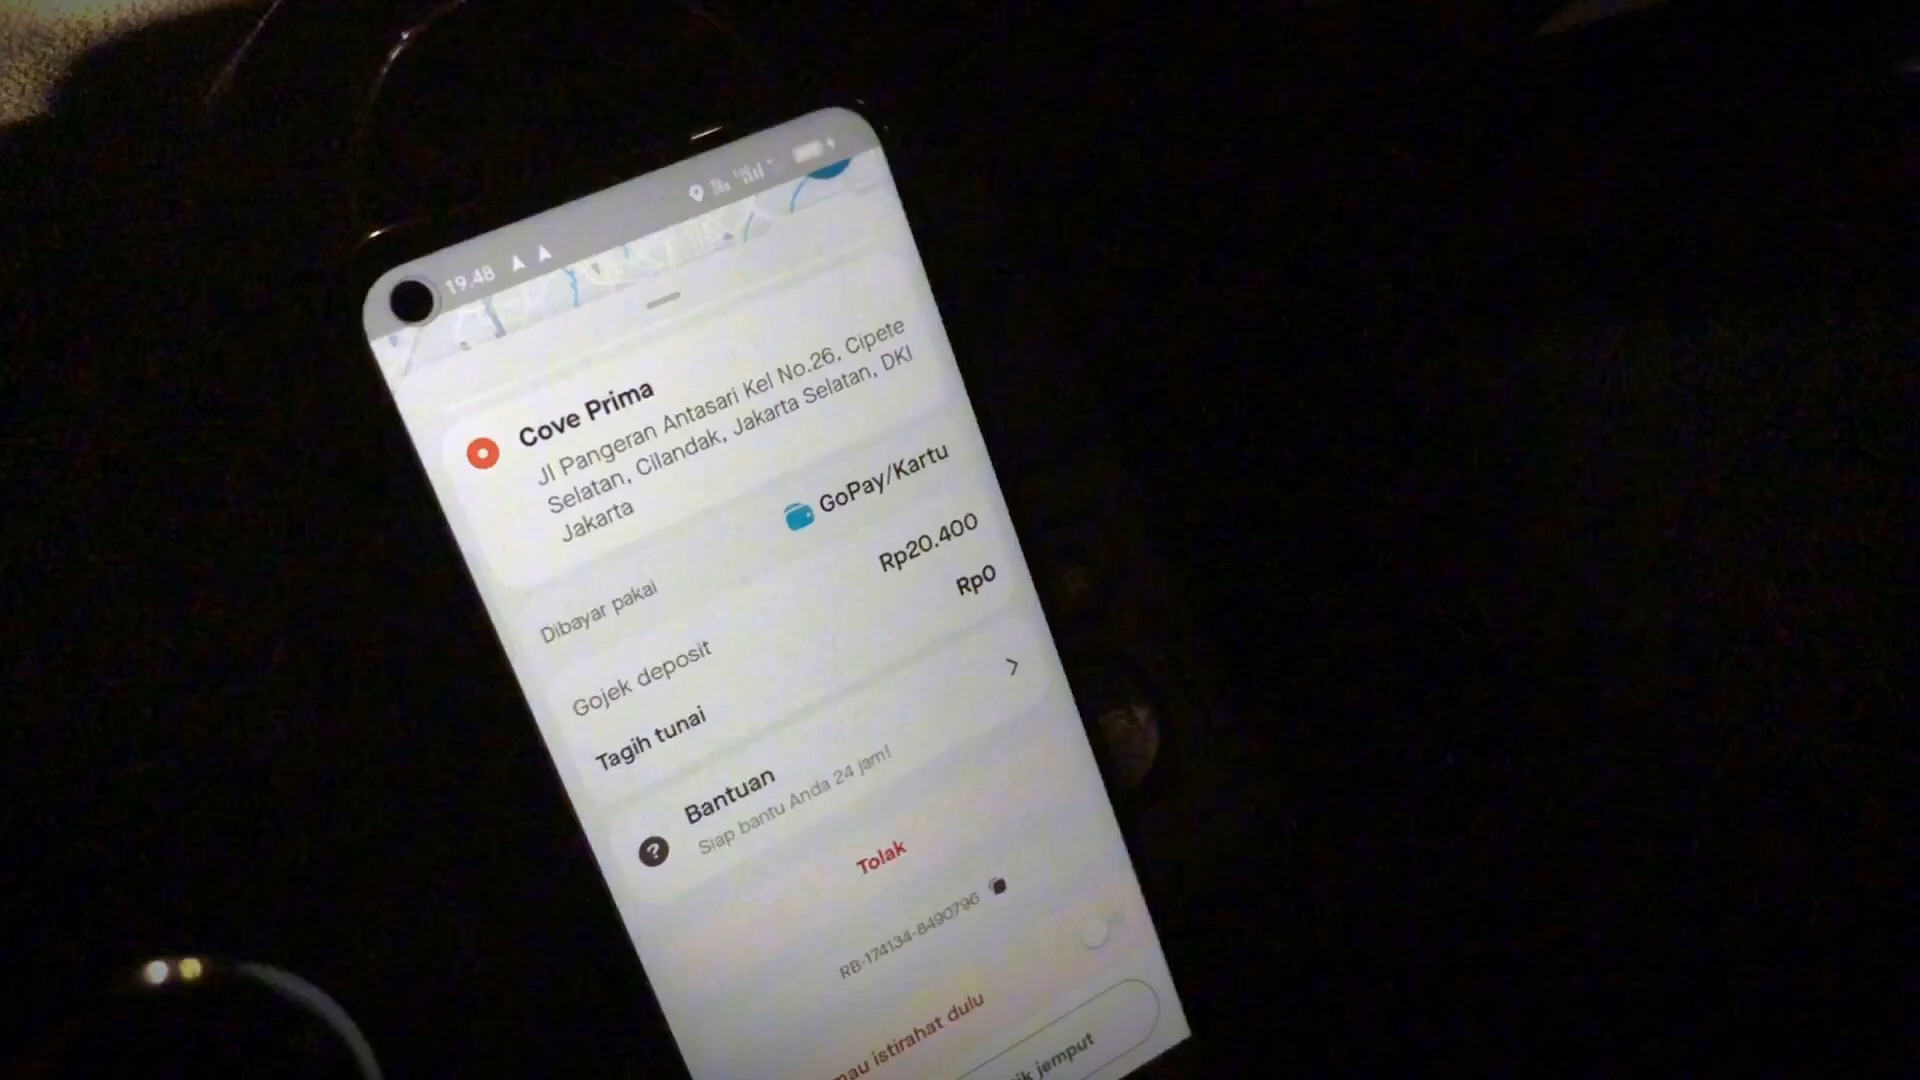 19.48
Cove Prima
Jl Pangeran Antasari Kel No.26, Cipete
Selatan, Cilandak, Jakarta Selatan, DKI
Jakarta
Dibayar pakai
GoPay/Kartu
Gojek deposit
Rp20.400
Tagih tunai
Rp0
Bantuan
Siap bantu Anda 24 jam!
Tolak
RB-174134-8490796
mau istirahat dulu
jemput